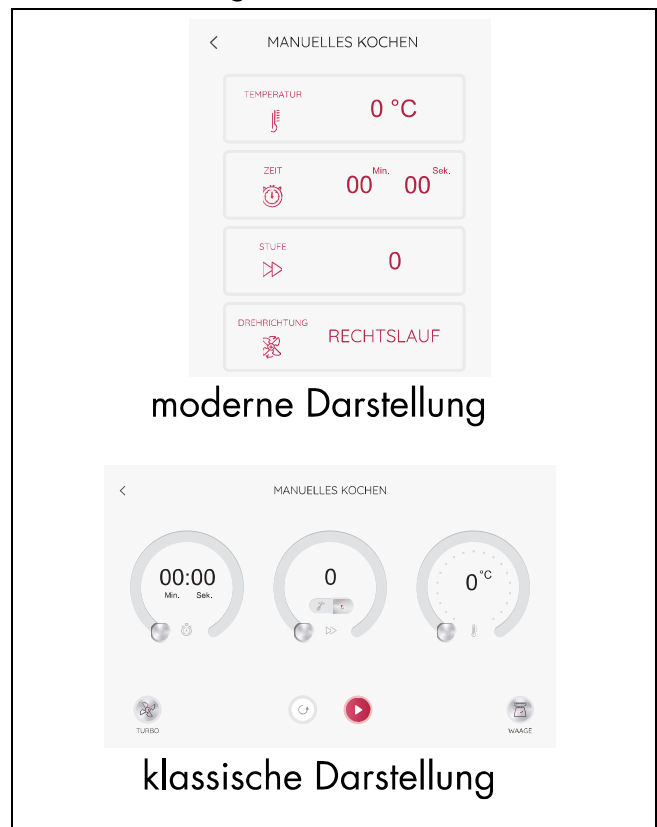 MANUELLES KOCHEN
TEMPERATUR
0 °C
ZEIT
00 Min. 00 Sek.
STUFE
0
DREHRICHTUNG
RECHTSLAUF
moderne Darstellung
MANUELLES KOCHEN
00:00
Min. Sek.
0
0 °C
TURBO
WAAGE
klassische Darstellung